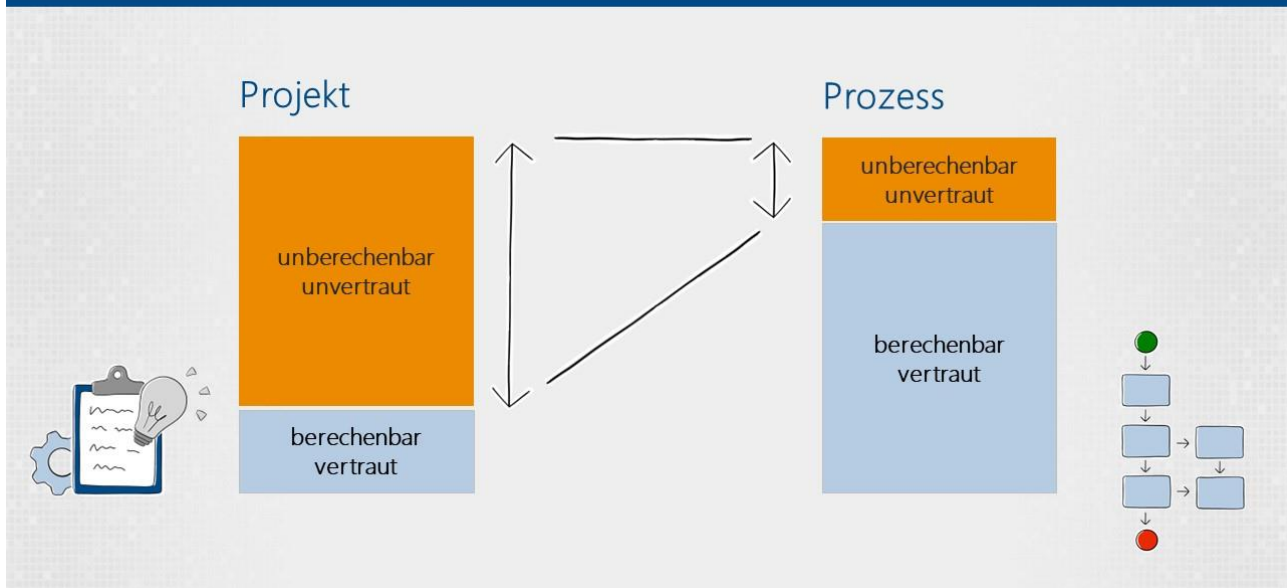 Projekt
unberechenbar
unvertraut
berechenbar
vertraut
Prozess
unberechenbar
unvertraut
berechenbar
vertraut